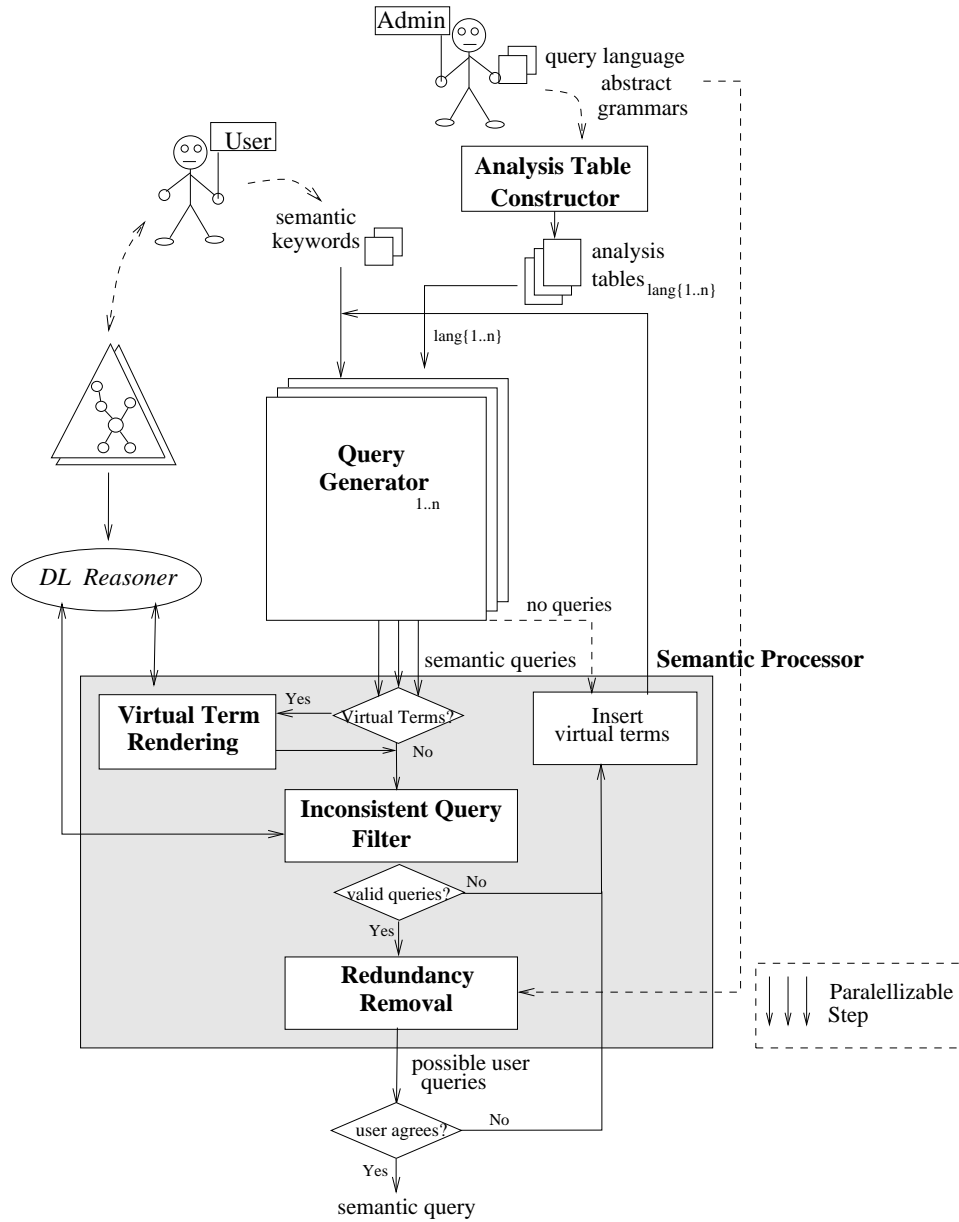 Admin
query language
abstract
grammars
User
Analysis Table
Constructor
semantic
keywords
analysis
tables lang{1..n}
lang{1..n}
Query
Generator
1..n
DL Reasoner
no queries
semantic queries
Semantic Processor
Yes
Virtual Term
Rendering
Virtual Terms?
Insert
virtual terms
No
Inconsistent Query
Filter
valid queries?
No
Yes
Redundancy
Removal
Paralellizable
Step
possible user
queries
user agrees?
No
Yes
semantic query